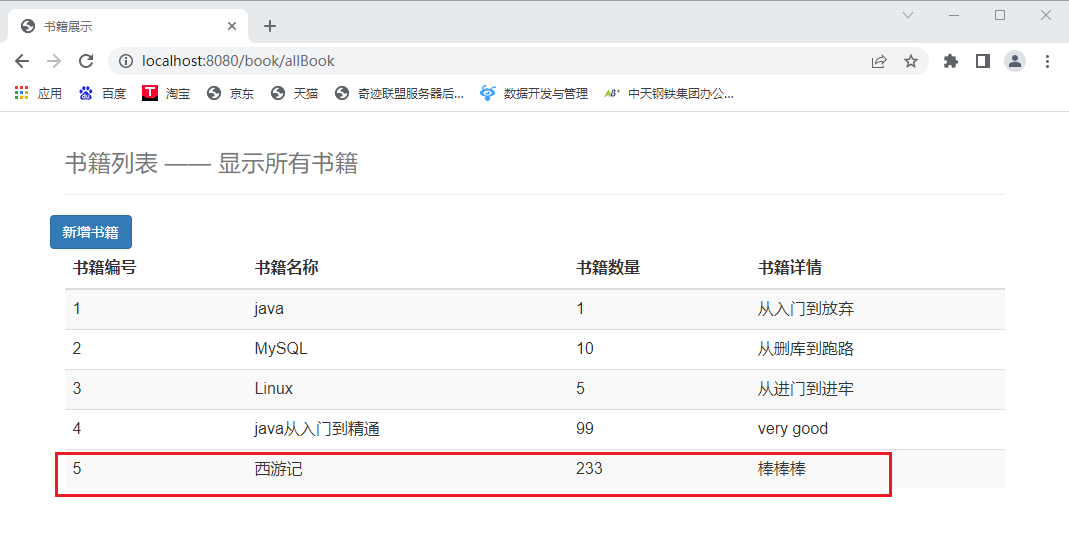 书籍展示
localhost:8080/book/allBook
应用 百度 淘宝 京东 天猫 奇迹联盟服务器后... 数据开发与管理 中天钢铁集团办公...
书籍列表 —— 显示所有书籍
新增书籍
书籍编号 书籍名称 书籍数量 书籍详情
1 java 1 从入门到放弃
2 MySQL 10 从删库到跑路
3 Linux 5 从进门到进牢
4 java从入门到精通 99 very good
5 西游记 233 棒棒棒